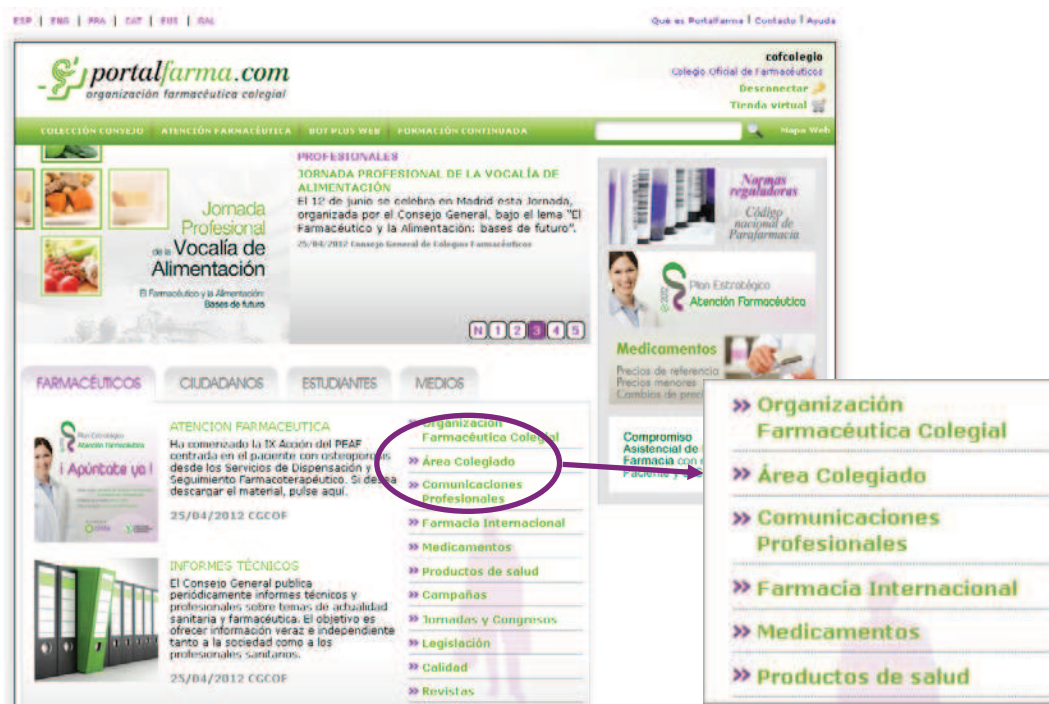 ESP | ENG | FRA | CAT | EUS | GAL
Qué es Portalfarma | Contacto | Ayuda
portalfarma.com
organización farmacéutica colegial
cofcolegio
Colegio Oficial de Farmacéuticos
Desconectar
Tienda virtual
COLECCIÓN CONSEJO | ATENCIÓN FARMACÉUTICA | BOT PLUS WEB | FORMACIÓN CONTINUADA
Mapa Web
Jornada
Profesional
de la Vocalía de
Alimentación
El Farmacéutico y la Alimentación:
Bases de futuro
PROFESIONALES
JORNADA PROFESIONAL DE LA VOCALÍA DE
ALIMENTACIÓN
El 12 de junio se celebra en Madrid esta Jornada,
organizada por el Consejo General, bajo el lema "El
Farmacéutico y la Alimentación: bases de futuro".
25/04/2012 Consejo General de Colegios Farmacéuticos
N 1 2 3 4 5
Normas
reguladoras
Código
nacional de
Parafarmacia
Plan Estratégico
Atención Farmacéutica
Medicamentos
Precios de referencia
Precios menores
Cambios de preci
Compromiso
Asistencial de
Farmacia con
Paciente y
FARMACÉUTICOS
CIUDADANOS
ESTUDIANTES
MEDIOS
Plan Estratégico
Atención Farmacéutica
¡ Apúntate ya !
ATENCION FARMACEUTICA
Ha comenzado la IX Acción del PEAF
centrada en el paciente con osteoporosis
desde los Servicios de Dispensación y
Seguimiento Farmacoterapéutico. Si desea
descargar el material, pulse aquí.
25/04/2012 CGCOF
INFORMES TÉCNICOS
El Consejo General publica
periódicamente informes técnicos y
profesionales sobre temas de actualidad
sanitaria y farmacéutica. El objetivo es
ofrecer información veraz e independiente
tanto a la sociedad como a los
profesionales sanitarios.
25/04/2012 CGCOF
» Organización
Farmacéutica Colegial
» Área Colegiado
» Comunicaciones
Profesionales
» Farmacia Internacional
» Medicamentos
» Productos de salud
» Campañas
» Jornadas y Congresos
» Legislación
» Calidad
» Revistas
» Organización
Farmacéutica Colegial
» Área Colegiado
» Comunicaciones
Profesionales
» Farmacia Internacional
» Medicamentos
» Productos de salud